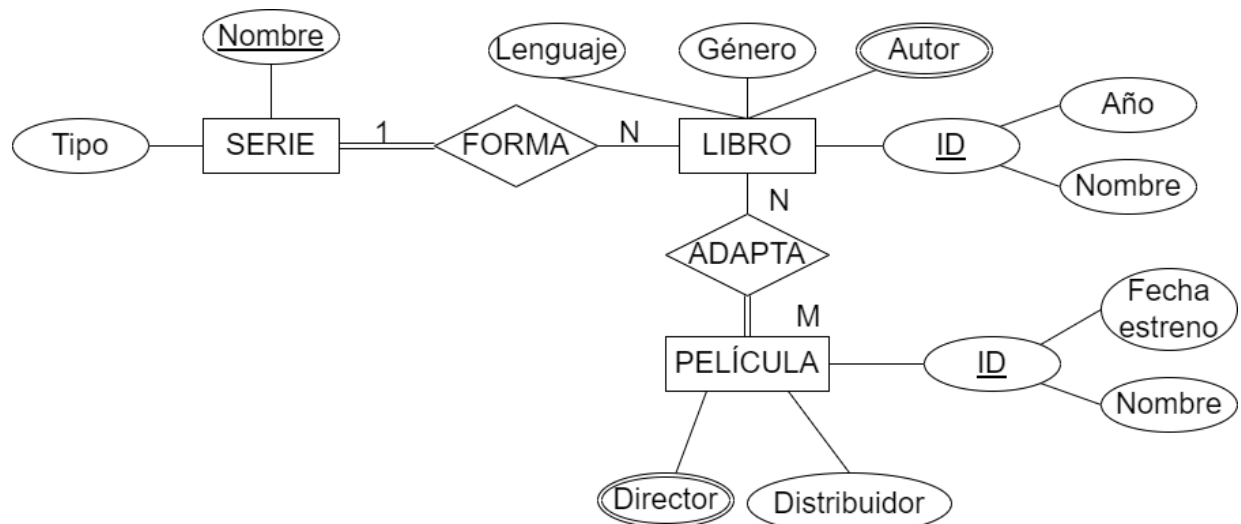 Nombre
Lenguaje
Género
Autor
Tipo
SERIE
1
FORMA
N
LIBRO
ID
Año
Nombre
N
ADAPTA
M
PELÍCULA
ID
Fecha
estreno
Nombre
Director
Distribuidor